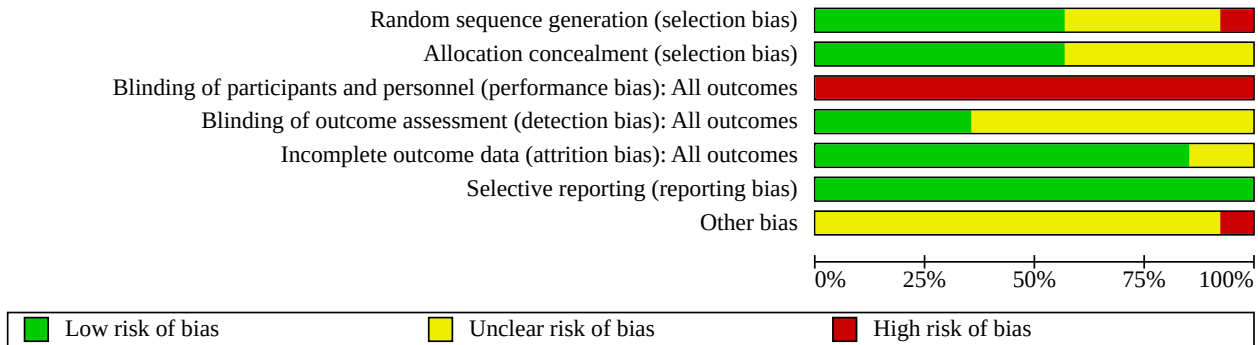 Random sequence generation (selection bias)
Allocation concealment (selection bias)
Blinding of participants and personnel (performance bias): All outcomes
Blinding of outcome assessment (detection bias): All outcomes
Incomplete outcome data (attrition bias): All outcomes
Selective reporting (reporting bias)
Other bias
0% 25% 50% 75% 100%
Low risk of bias Unclear risk of bias High risk of bias